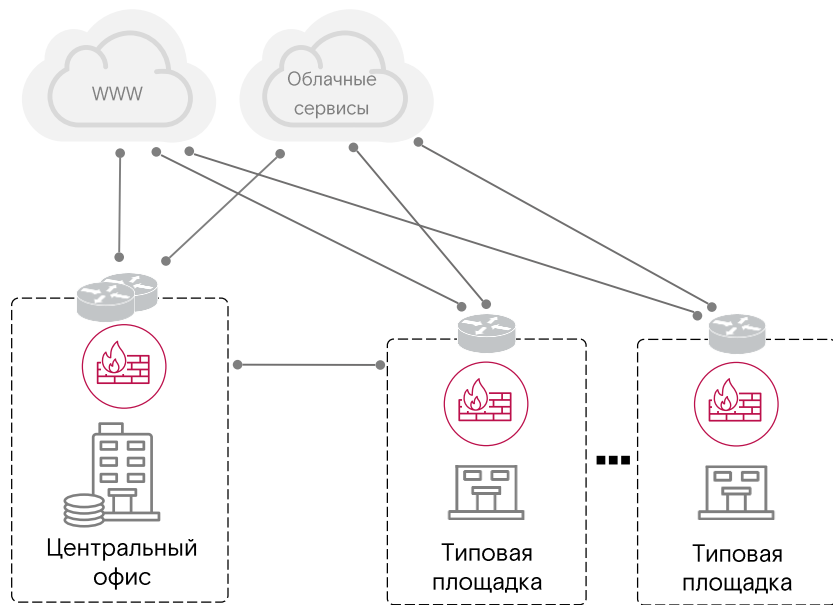 WWW
Облачные
сервисы
Центральный
офис
Типовая
площадка
Типовая
площадка